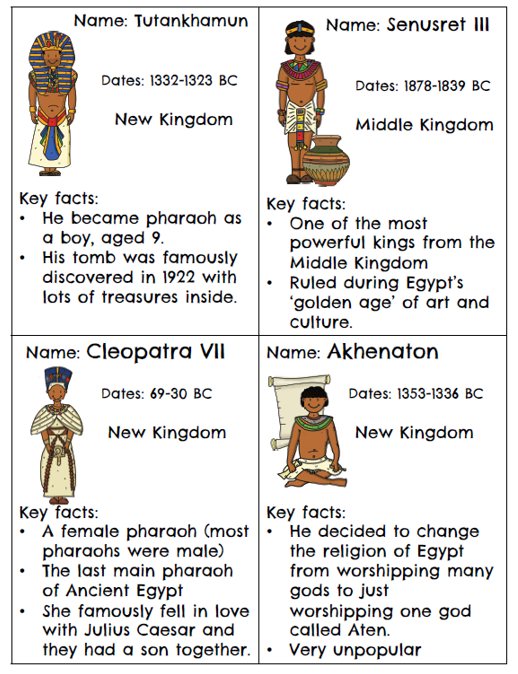 Name: Tutankhamun
Dates: 1332-1323 BC
New Kingdom
Key facts:
• He became pharaoh as
a boy, aged 9.
• His tomb was famously
discovered in 1922 with
lots of treasures inside.
Name: Senusret III
Dates: 1878-1839 BC
Middle Kingdom
Key facts:
• One of the most
powerful kings from the
Middle Kingdom
• Ruled during Egypt's
'golden age' of art and
culture.
Name: Cleopatra VII
Dates: 69-30 BC
New Kingdom
Key facts:
• A female pharaoh (most
pharaohs were male)
• The last main pharaoh
of Ancient Egypt
• She famously fell in love
with Julius Caesar and
they had a son together.
Name: Akhenaton
Dates: 1353-1336 BC
New Kingdom
Key facts:
• He decided to change
the religion of Egypt
from worshipping many
gods to just
worshipping one god
called Aten.
• Very unpopular